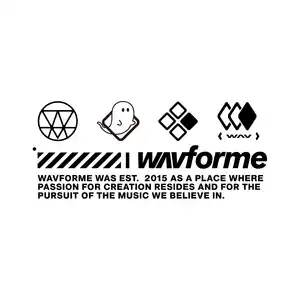 < WAV >
wavforme
WAVFORME WAS EST. 2015 AS A PLACE WHERE
PASSION FOR CREATION RESIDES AND FOR THE
PURSUIT OF THE MUSIC WE BELIEVE IN.